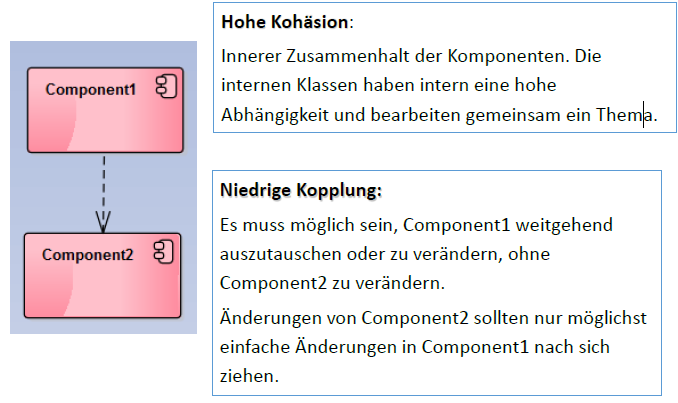 Component1
Component2
Hohe Kohäsion:
Innerer Zusammenhalt der Komponenten. Die
internen Klassen haben intern eine hohe
Abhängigkeit und bearbeiten gemeinsam ein Thema.
Niedrige Kopplung:
Es muss möglich sein, Component1 weitgehend
auszutauschen oder zu verändern, ohne
Component2 zu verändern.
Änderungen von Component2 sollten nur möglichst
einfache Änderungen in Component1 nach sich
ziehen.